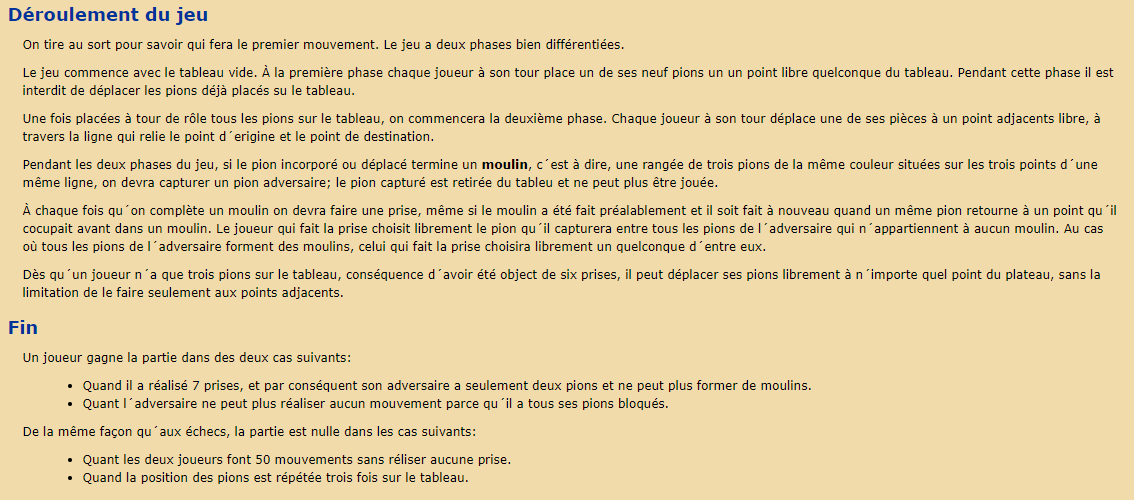 Déroulement du jeu
On tire au sort pour savoir qui fera le premier mouvement. Le jeu a deux phases bien différentiées.
Le jeu commence avec le tableau vide. À la première phase chaque joueur à son tour place un de ses neuf pions un un point libre quelconque du tableau. Pendant cette phase il est
interdit de déplacer les pions déjà placés su le tableau.
Une fois placées à tour de rôle tous les pions sur le tableau, on commencera la deuxième phase. Chaque joueur à son tour déplace une de ses pièces à un point adjacents libre, à
travers la ligne qui relie le point d´erigine et le point de destination.
Pendant les deux phases du jeu, si le pion incorporé ou déplacé termine un moulin, c´est à dire, une rangée de trois pions de la même couleur situées sur les trois points d´une
même ligne, on devra capturer un pion adversaire; le pion capturé est retirée du tableu et ne peut plus être jouée.
À chaque fois qu´on complète un moulin on devra faire une prise, même si le moulin a été fait préalablement et il soit fait à nouveau quand un même pion retourne à un point qu´il
cocupait avant dans un moulin. Le joueur qui fait la prise choisit librement le pion qu´il capturera entre tous les pions de l´adversaire qui n´appartiennent à aucun moulin. Au cas
où tous les pions de l´adversaire forment des moulins, celui qui fait la prise choisira librement un quelconque d´entre eux.
Dès qu´un joueur n´a que trois pions sur le tableau, conséquence d´avoir été object de six prises, il peut déplacer ses pions librement à n´importe quel point du plateau, sans la
limitation de le faire seulement aux points adjacents.
Fin
Un joueur gagne la partie dans des deux cas suivants:
• Quand il a réalisé 7 prises, et par conséquent son adversaire a seulement deux pions et ne peut plus former de moulins.
• Quant l´adversaire ne peut plus réaliser aucun mouvement parce qu´il a tous ses pions bloqués.
De la même façon qu´aux échecs, la partie est nulle dans les cas suivants:
• Quant les deux joueurs font 50 mouvements sans réliser aucune prise.
• Quand la position des pions est répétée trois fois sur le tableau.